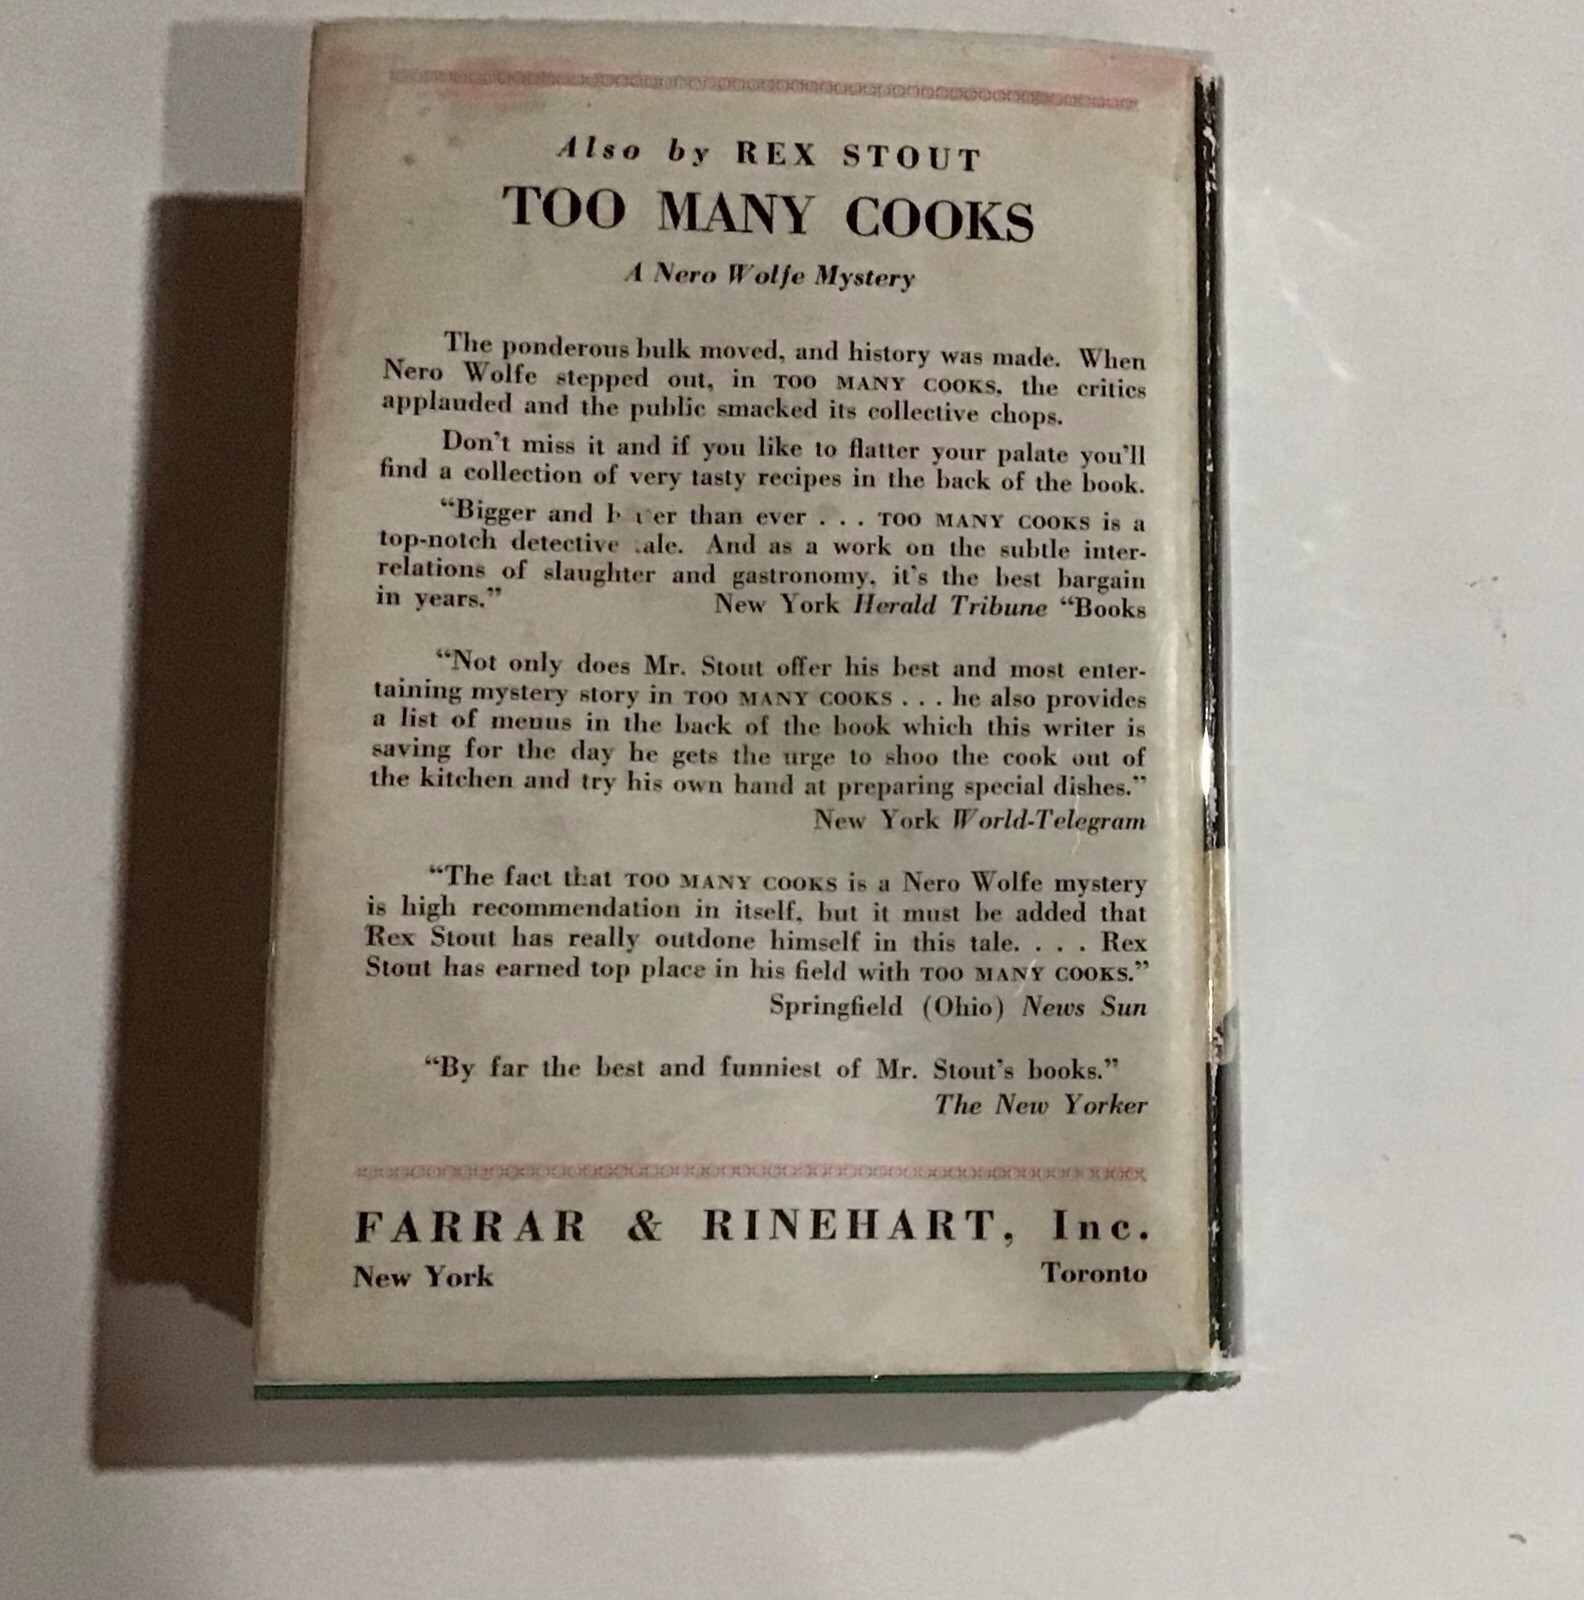 Also by REX STOUT
TOO MANY COOKS
A Nero Wolfe Mystery
The ponderous bulk moved, and history was made. When
Nero Wolfe stepped out, in TOO MANY COOKS, the critics
applauded and the public smacked its collective chops.
Don't miss it and if you like to flatter your palate you'll
find a collection of very tasty recipes in the back of the book.
"Bigger and than ever . . . TOO MANY COOKS is a
top-notch detective tale. And as a work on the subtle inter-
relations of slaughter and gastronomy, it's the best bargain
in years." New York Herald Tribune "Books
"Not only does Mr. Stout offer his best and most enter-
taining mystery story in TOO MANY COOKS . . . he also provides
a list of menus in the back of the book which this writer is
saving for the day he gets the urge to shoo the cook out of
the kitchen and try his own hand at preparing special dishes."
New York World-Telegram
"The fact that TOO MANY COOKS is a Nero Wolfe mystery
is high recommendation in itself, but it must be added that
Rex Stout has really outdone himself in this tale. . . . Rex
Stout has earned top place in his field with TOO MANY COOKS."
Springfield (Ohio) News Sun
"By far the best and funniest of Mr. Stout's books."
The New Yorker
FARRAR & RINEHART, Inc.
New York Toronto